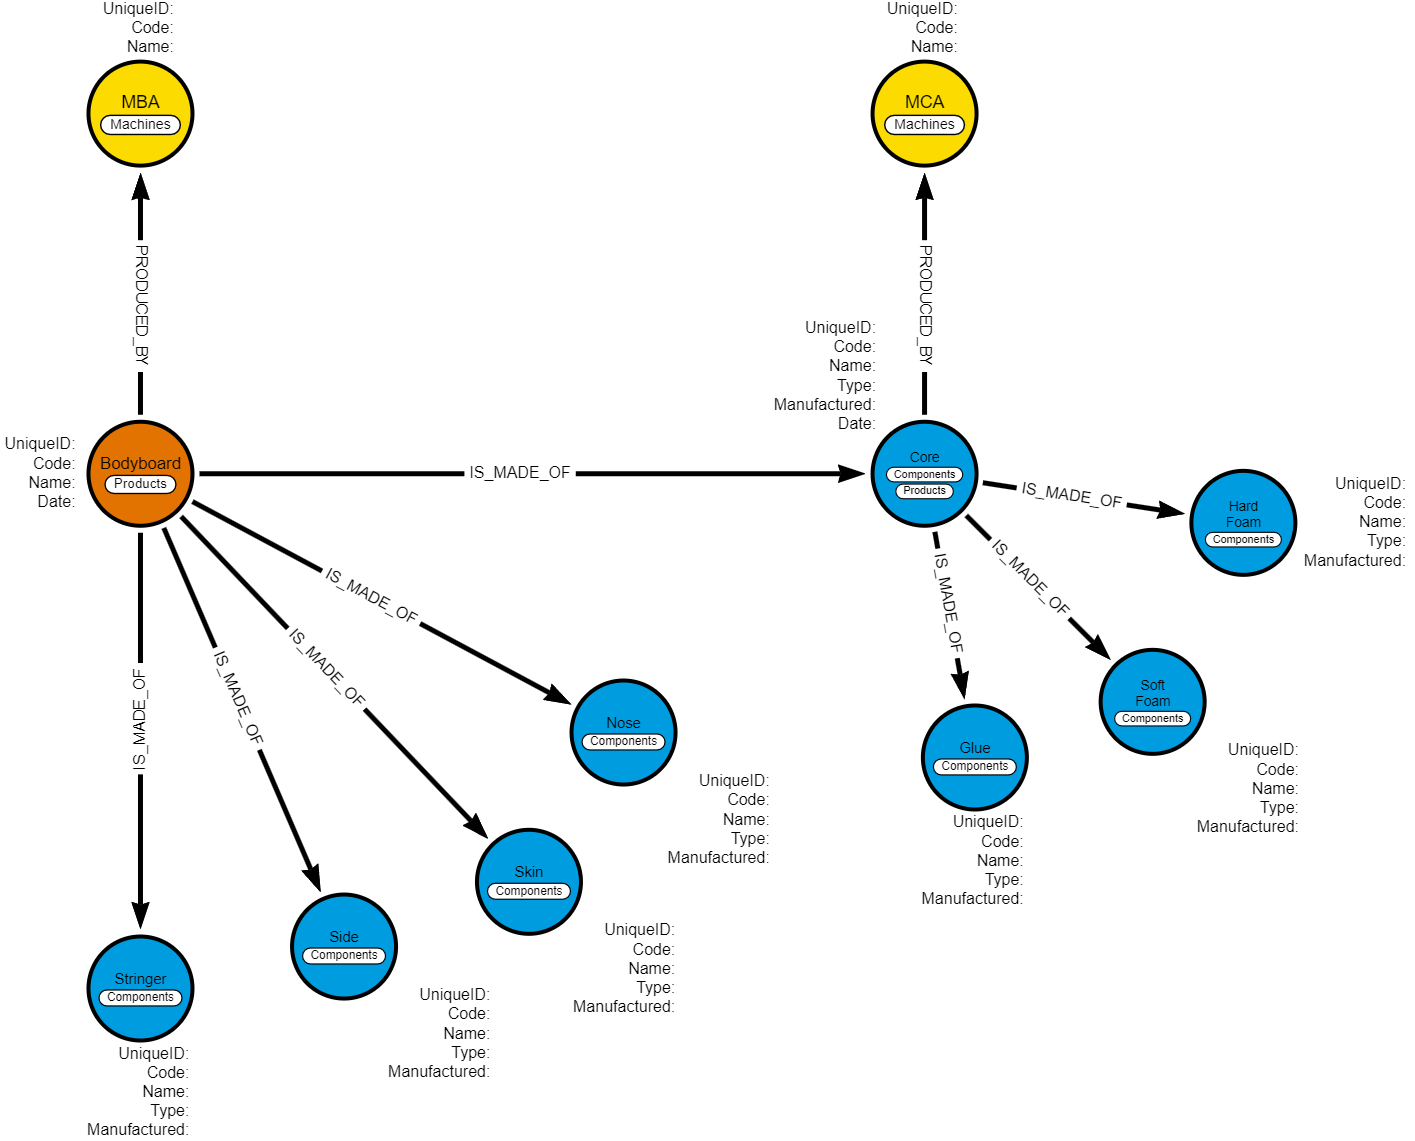 UniqueID:
Code:
Name:
MBA
Machines
UniqueID:
Code:
Name:
MCA
Machines
PRODUCED_BY
PRODUCED_BY
UniqueID:
Code:
Name:
Type:
Manufactured:
Date:
UniqueID:
Code:
Name:
Date:
Bodyboard
Products
IS_MADE_OF
Core
Components
Products
IS_MADE_OF
Hard
Foam
Components
UniqueID:
Code:
Name:
Type:
Manufactured:
IS_MADE_OF
IS_MADE_OF
IS_MADE_OF
IS_MADE_OF
IS_MADE_OF
IS_MADE_OF
Soft
Foam
Components
UniqueID:
Code:
Name:
Type:
Manufactured:
Glue
Components
UniqueID:
Code:
Name:
Type:
Manufactured:
Nose
Components
UniqueID:
Code:
Name:
Type:
Manufactured:
Skin
Components
UniqueID:
Code:
Name:
Type:
Manufactured:
Side
Components
UniqueID:
Code:
Name:
Type:
Manufactured:
Stringer
Components
UniqueID:
Code:
Name:
Type:
Manufactured: